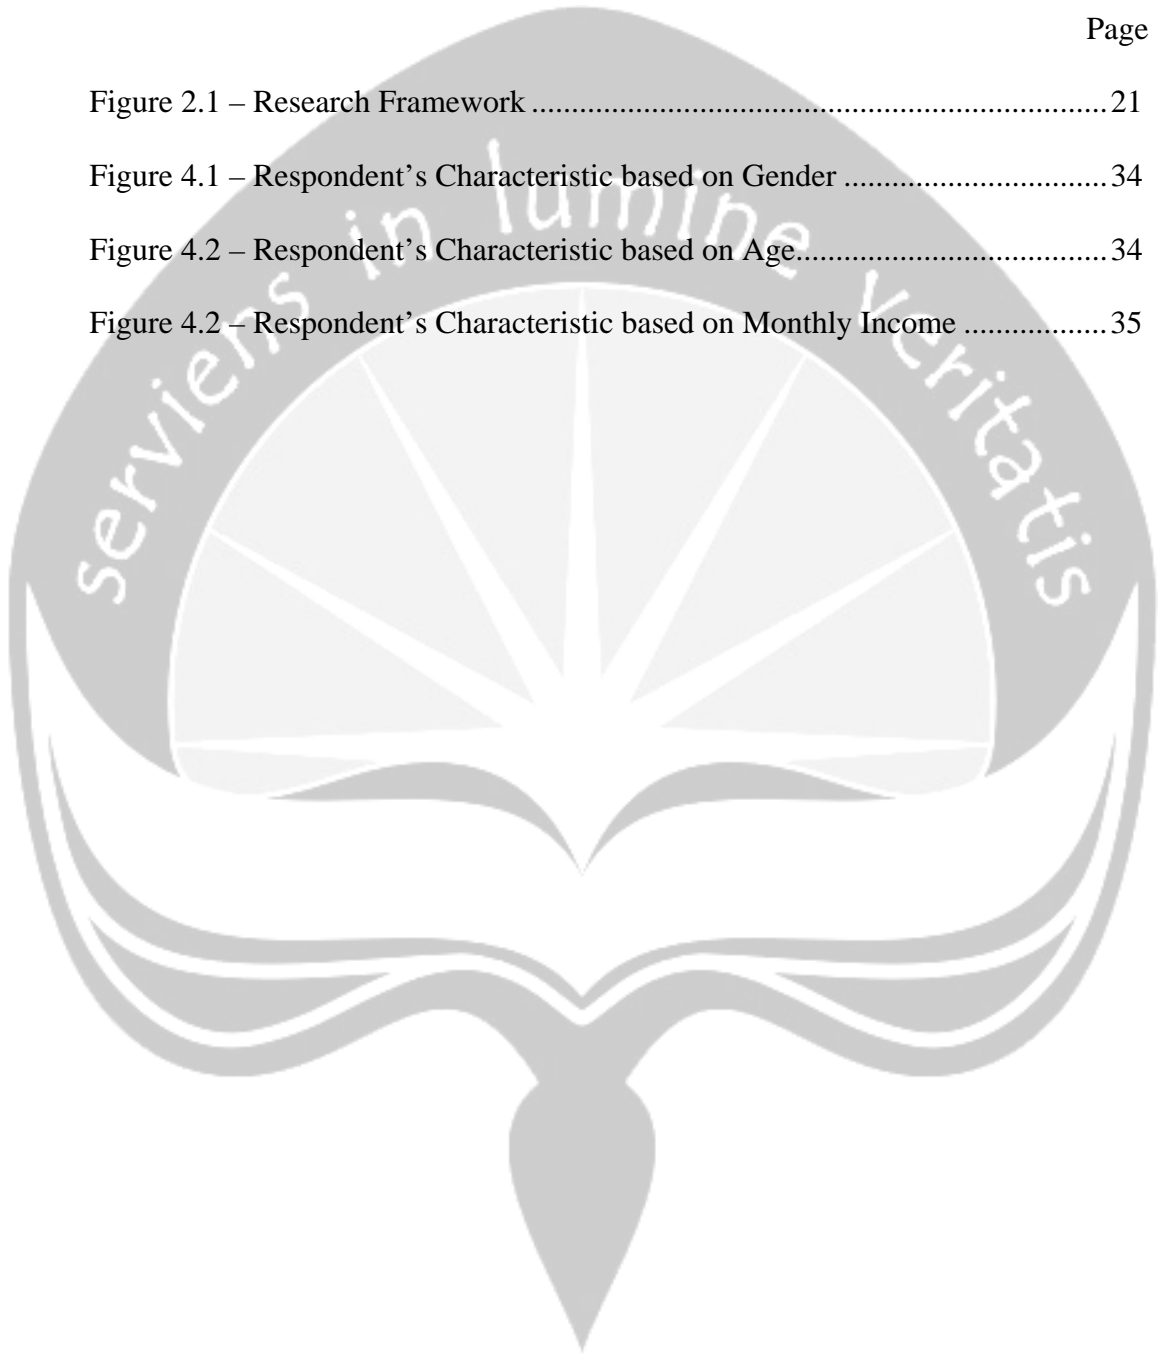 Page
Figure 2.1 – Research Framework ........................................................................ 21
Figure 4.1 – Respondent’s Characteristic based on Gender ................................. 34
Figure 4.2 – Respondent’s Characteristic based on Age....................................... 34
Figure 4.2 – Respondent’s Characteristic based on Monthly Income .................. 35
serviens in lumine veritatis